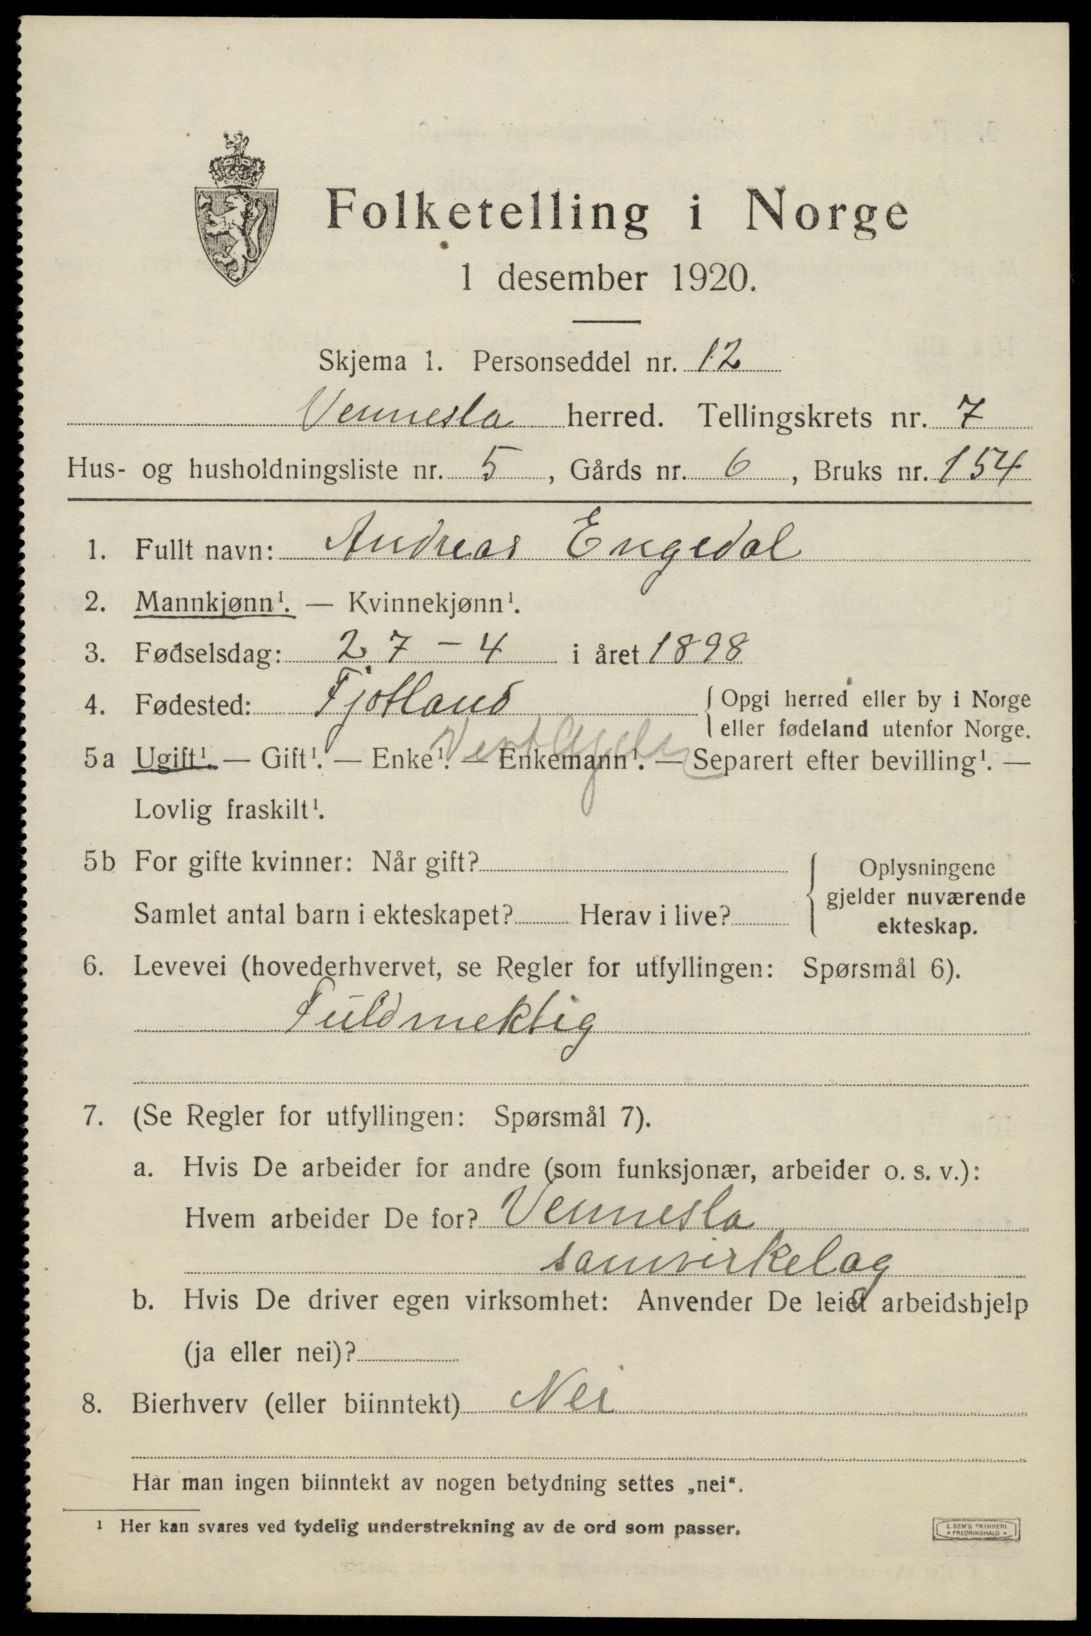 Folketelling i Norge
1 desember 1920.
Skjema 1. Personseddel nr. 12
Vennesla herred. Tellingskrets nr. 7
Hus- og husholdningsliste nr. 5, Gårds nr. 6, Bruks nr. 154
1. Fullt navn: Andreas Engedal
2. Mannkjønn¹. — Kvinnekjønn¹.
3. Fødselsdag: 27 - 4 i året 1898
4. Fødested: Fjotland { Opgi herred eller by i Norge
eller fødeland utenfor Norge.
5a Ugift¹. — Gift¹. — Enke¹. — Enkemann¹. — Separert efter bevilling¹. —
Lovlig fraskilt¹.
5b For gifte kvinner: Når gift?
Samlet antal barn i ekteskapet? Herav i live?
{ Oplysningene
gjelder nuværende
ekteskap.
6. Levevei (hovederhvervet, se Regler for utfyllingen: Spørsmål 6).
Fuldmektig
7. (Se Regler for utfyllingen: Spørsmål 7).
a. Hvis De arbeider for andre (som funksjonær, arbeider o. s. v.):
Hvem arbeider De for? Vennesla
samvirkelag
b. Hvis De driver egen virksomhet: Anvender De leiet arbeidshjelp
(ja eller nei)?
8. Bierhverv (eller biinntekt) Nei
Har man ingen biinntekt av nogen betydning settes „nei“.
¹ Her kan svares ved tydelig understrekning av de ord som passer.